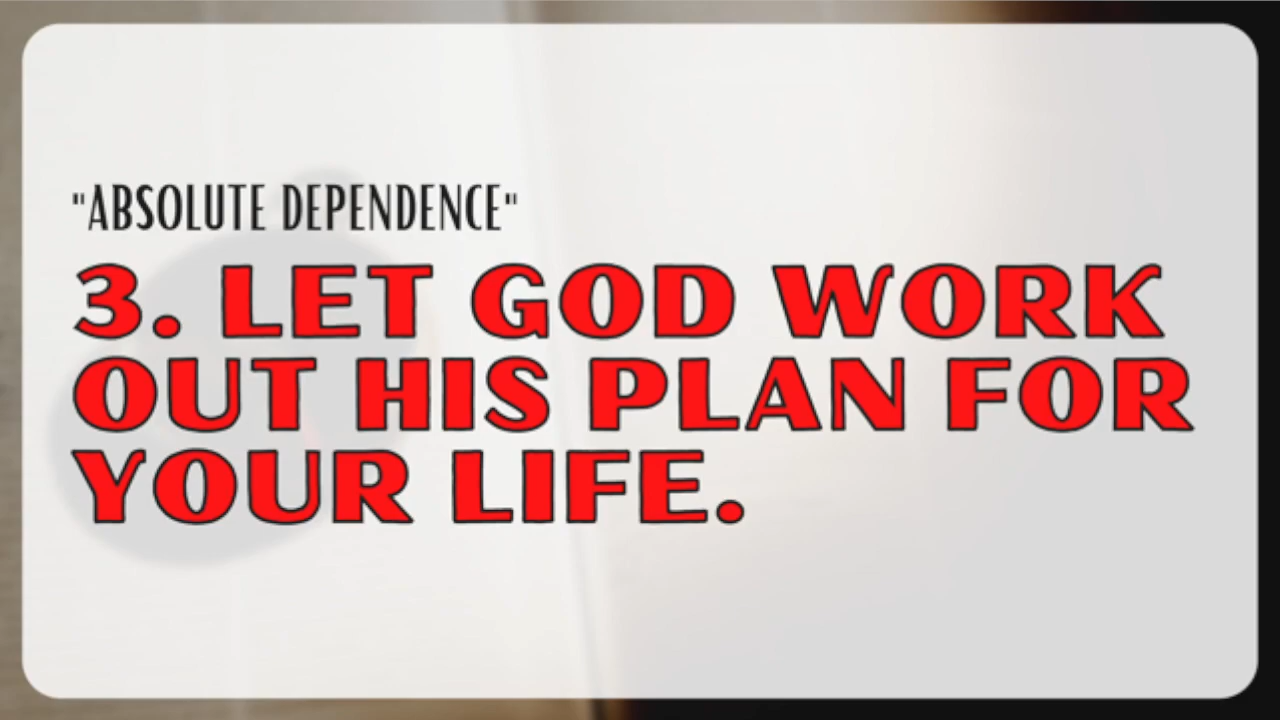 "ABSOLUTE DEPENDENCE"
3. LET GOD WORK
OUT HIS PLAN FOR
YOUR LIFE.